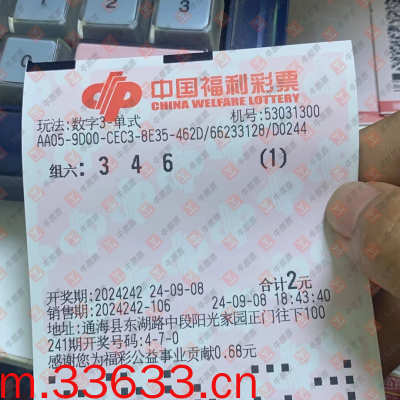 中国福利彩票
CHINA WELFARE LOTTERY
玩法:数字3-单式 机号:53031300
AA05-9D00-CEC3-8E35-462D/66233128/D0244
组六: 3 4 6 (1)
开奖期:2024242 24-09-08 合计2元
销售期:2024242-106 24-09-08 18:43:40
地址:通海县东湖路中段阳光家园正门往下100
241期开奖号码:4-7-0
感谢您为福彩公益事业贡献0.68元
m.33633.cn